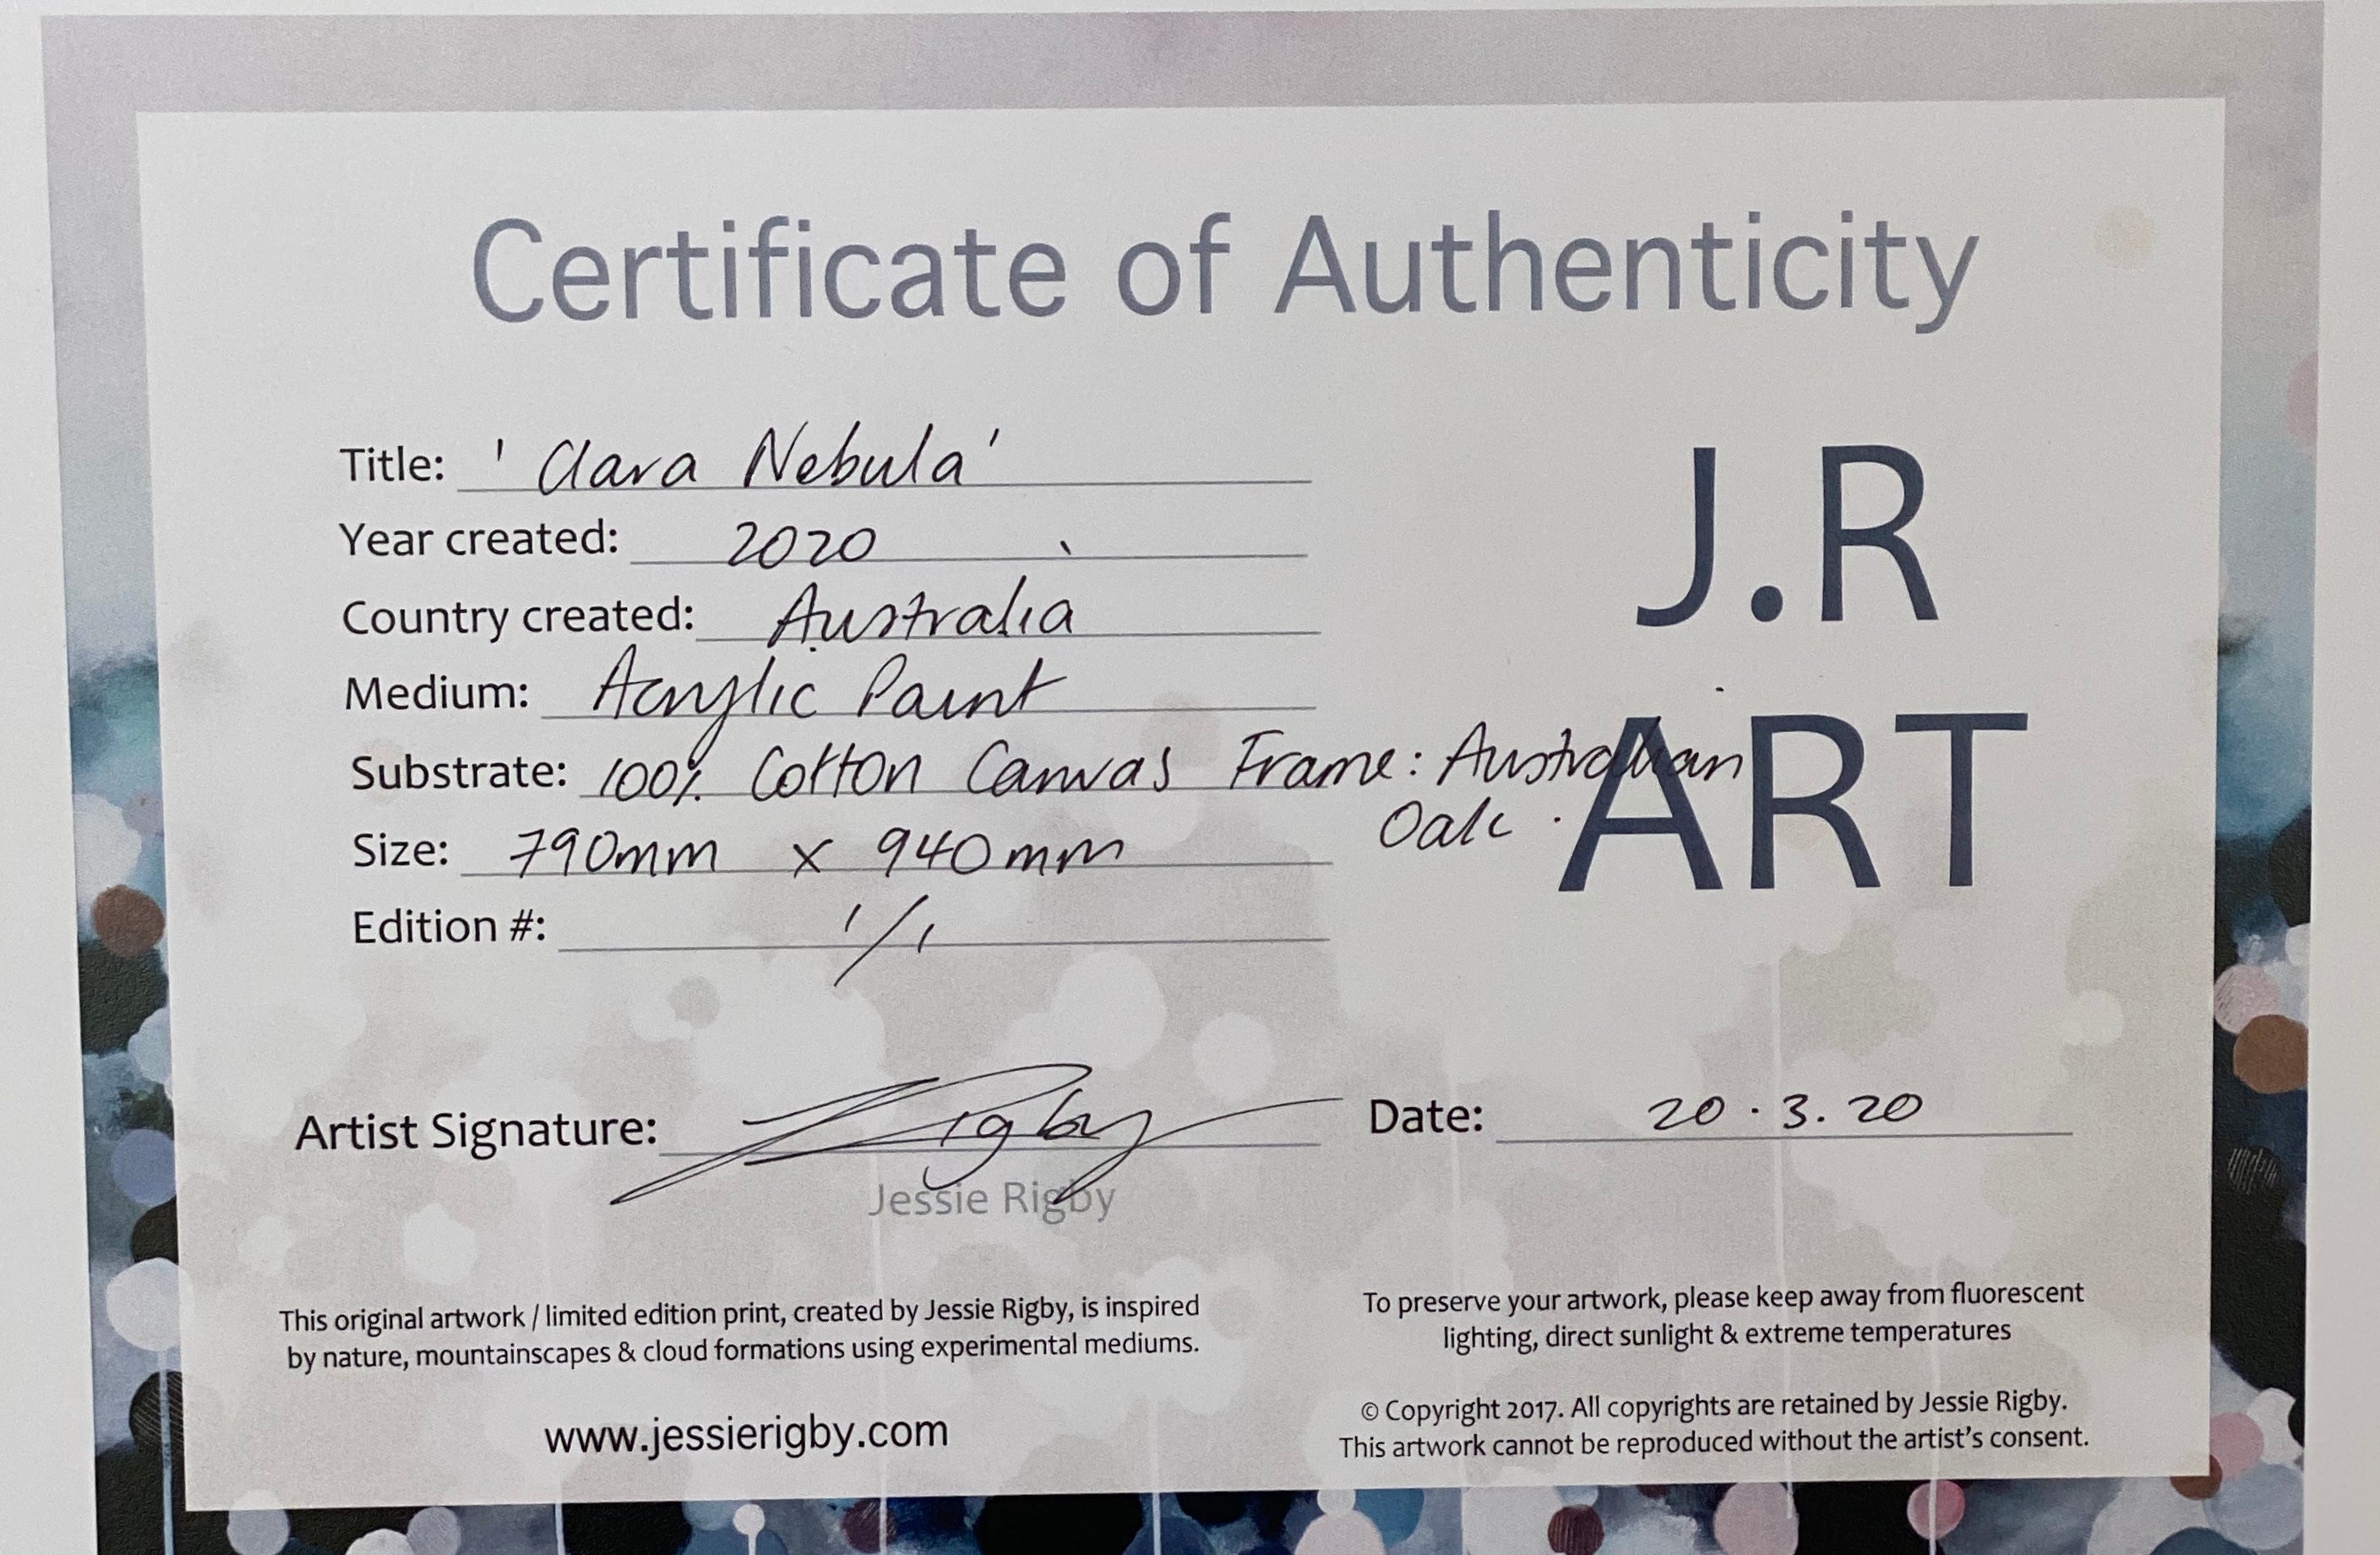 Certificate of Authenticity
Title: 'Clara Nebula'
Year created: 2020
Country created: Australia
Medium: Acrylic Paint
Substrate: 100% Cotton Canvas Frame: Australian
Oak.
Size: 790mm x 940mm
Edition #: 1/1
J.R
ART
Artist Signature: Rigby
Date: 20.3.20
Jessie Rigby
This original artwork / limited edition print, created by Jessie Rigby, is inspired
by nature, mountainscapes & cloud formations using experimental mediums.
www.jessierigby.com
To preserve your artwork, please keep away from fluorescent
lighting, direct sunlight & extreme temperatures
© Copyright 2017. All copyrights are retained by Jessie Rigby.
This artwork cannot be reproduced without the artist's consent.